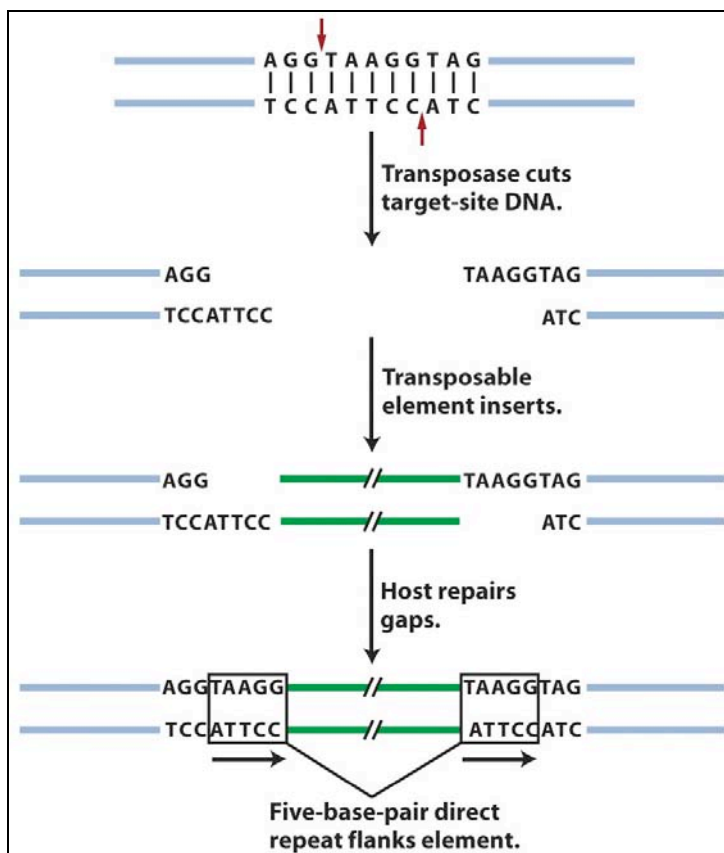 AGGTAAGGTAG
TCCATTCCATC
Transposase cuts
target-site DNA.
AGG TAAGGTAG
TCCATTCC ATC
Transposable
element inserts.
AGG TAAGGTAG
TCCATTCC ATC
Host repairs
gaps.
AGGTAAGG TAAGGTAG
TCCATTCC ATTCCATC
Five-base-pair direct
repeat flanks element.